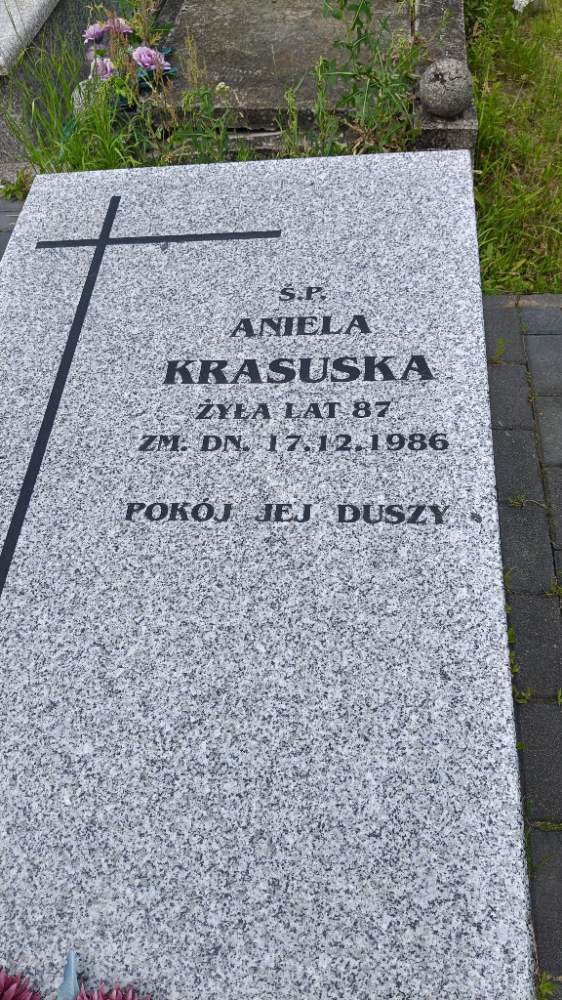 Ś.P.
ANIELA
KRASUSKA
ŻYŁA LAT 87
ZM. DN. 17.12.1986
POKÓJ JEJ DUSZY